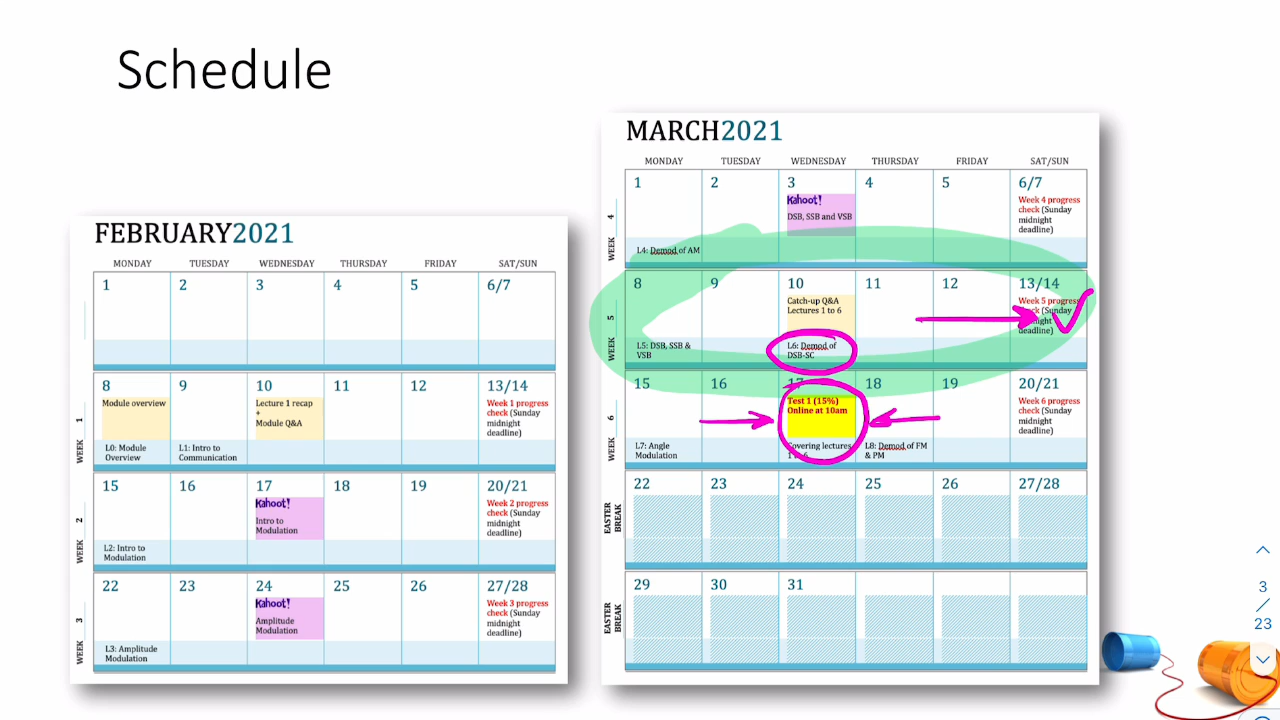 Schedule
FEBRUARY2021
MONDAY TUESDAY WEDNESDAY THURSDAY FRIDAY SAT/SUN
1 2 3 4 5 6/7
8 9 10 11 12 13/14
Module overview
Lecture 1 recap
+
Module Q&A
Week 1 progress
check (Sunday
midnight
deadline)
WEEK 1
L0: Module
Overview
L1: Intro to
Communication
15 16 17 18 19 20/21
Kahoot!
Intro to
Modulation
Week 2 progress
check (Sunday
midnight
deadline)
WEEK 2
L2: Intro to
Modulation
22 23 24 25 26 27/28
Kahoot!
Amplitude
Modulation
Week 3 progress
check (Sunday
midnight
deadline)
WEEK 3
L3: Amplitude
Modulation
MARCH2021
MONDAY TUESDAY WEDNESDAY THURSDAY FRIDAY SAT/SUN
1 2 3 4 5 6/7
Kahoot!
DSB, SSB and VSB
Week 4 progress
check (Sunday
midnight
deadline)
WEEK 4
L4: Demod of AM
8 9 10 11 12 13/14
Catch-up Q&A
Lectures 1 to 6
Week 5 progress
(Sunday
deadline)
WEEK 5
L5: DSB, SSB &
VSB
L6: Demod of
DSB-SC
15 16 17 18 19 20/21
Test 1 (15%)
Online at 10am
Week 6 progress
check (Sunday
midnight
deadline)
WEEK 6
L7: Angle
Modulation
Covering lectures
1 to 6
L8: Demod of FM
& PM
22 23 24 25 26 27/28
EASTER
BREAK
29 30 31
EASTER
BREAK
3
/
23